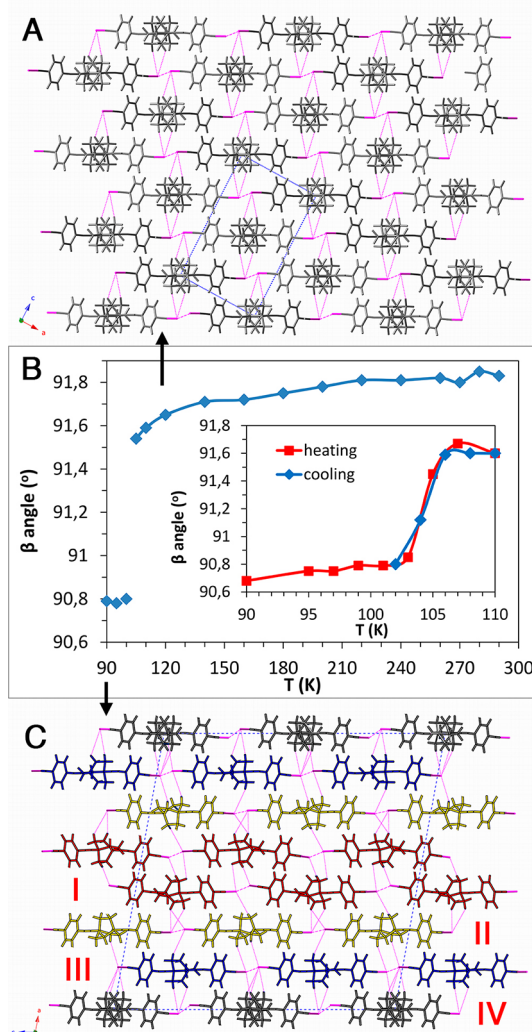 A
c
a
B
91,8
91,6
91,4
91,2
91
90,8
90,6
β angle (°)
90 120 160 180 200 240 270 300
T (K)
91,8
91,6
91,4
91,2
91
90,8
90,6
β angle (°)
heating
cooling
90 95 100 105 110
T (K)
C
I
II
III
IV
a